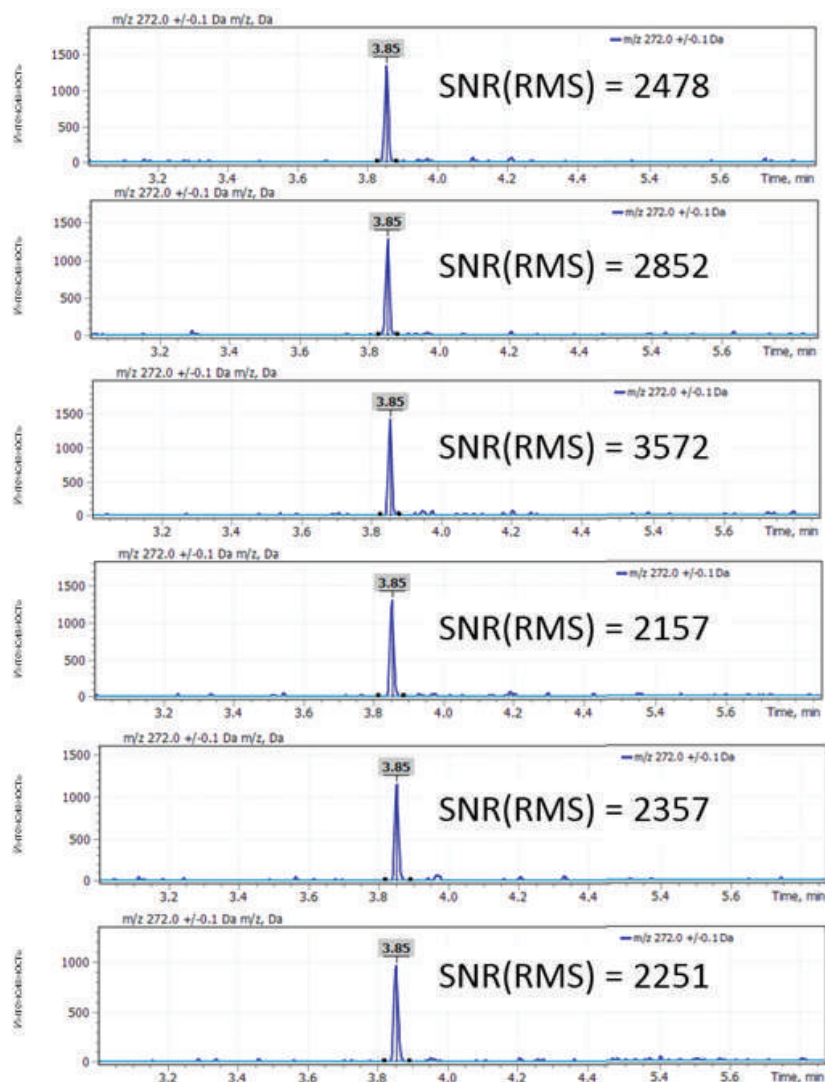 m/z 272.0 +/-0.1 Da m/z, Da
m/z 272.0 +/-0.1 Da
Интенсивность
1500
1000
500
0
3.85
SNR(RMS) = 2478
3.2 3.4 3.6 3.8 4.0 4.2 4.4 5.4 5.6 Time, min
m/z 272.0 +/-0.1 Da m/z, Da
m/z 272.0 +/-0.1 Da
Интенсивность
1500
1000
500
0
3.85
SNR(RMS) = 2852
3.2 3.4 3.6 3.8 4.0 4.2 4.4 5.4 5.6 Time, min
m/z 272.0 +/-0.1 Da m/z, Da
m/z 272.0 +/-0.1 Da
Интенсивность
1500
1000
500
0
3.85
SNR(RMS) = 3572
3.2 3.4 3.6 3.8 4.0 4.2 4.4 5.4 5.6 Time, min
m/z 272.0 +/-0.1 Da m/z, Da
m/z 272.0 +/-0.1 Da
Интенсивность
1500
1000
500
0
3.85
SNR(RMS) = 2157
3.2 3.4 3.6 3.8 4.0 4.2 4.4 5.4 5.6 Time, min
m/z 272.0 +/-0.1 Da m/z, Da
m/z 272.0 +/-0.1 Da
Интенсивность
1500
1000
500
0
3.85
SNR(RMS) = 2357
3.2 3.4 3.6 3.8 4.0 4.2 4.4 5.4 5.6 Time, min
m/z 272.0 +/-0.1 Da m/z, Da
m/z 272.0 +/-0.1 Da
Интенсивность
1000
500
0
3.85
SNR(RMS) = 2251
3.2 3.4 3.6 3.8 4.0 4.2 4.4 5.4 5.6 Time, min